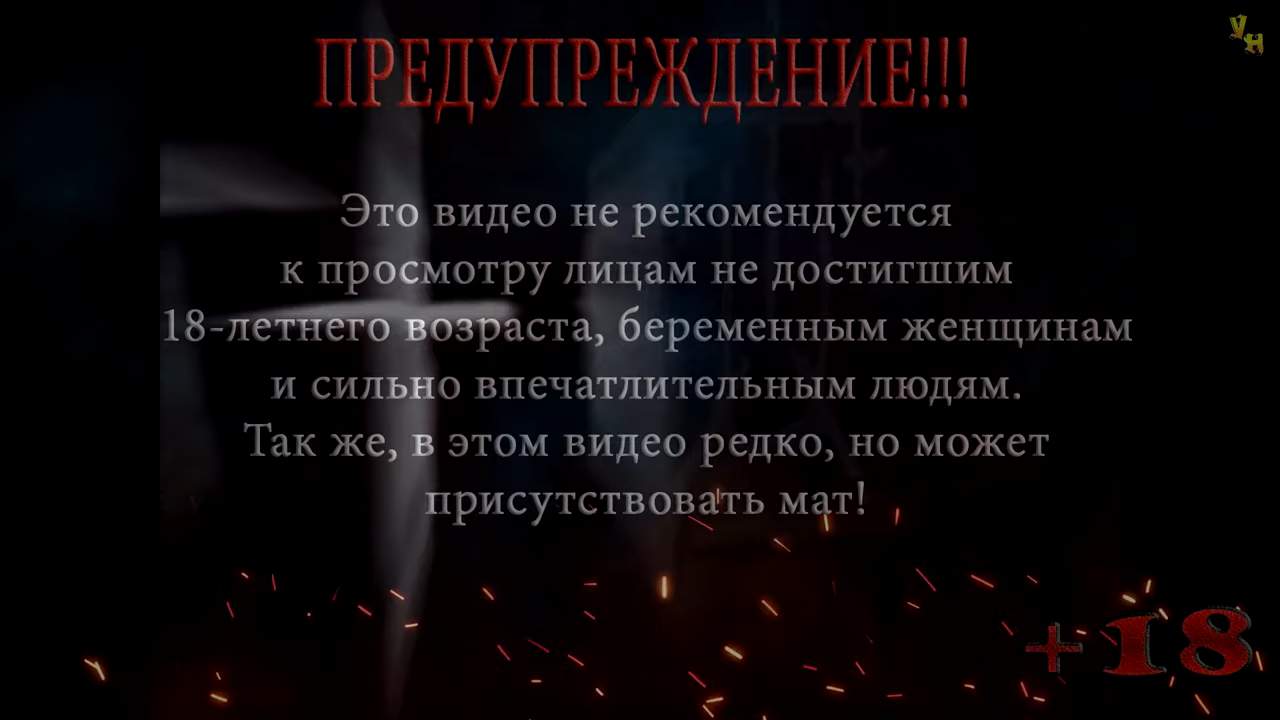 УН
ПРЕДУПРЕЖДЕНИЕ!!!
Это видео не рекомендуется
к просмотру лицам не достигшим
18-летнего возраста, беременным женщинам
и сильно впечатлительным людям.
Так же, в этом видео редко, но может
присутствовать мат!
+18